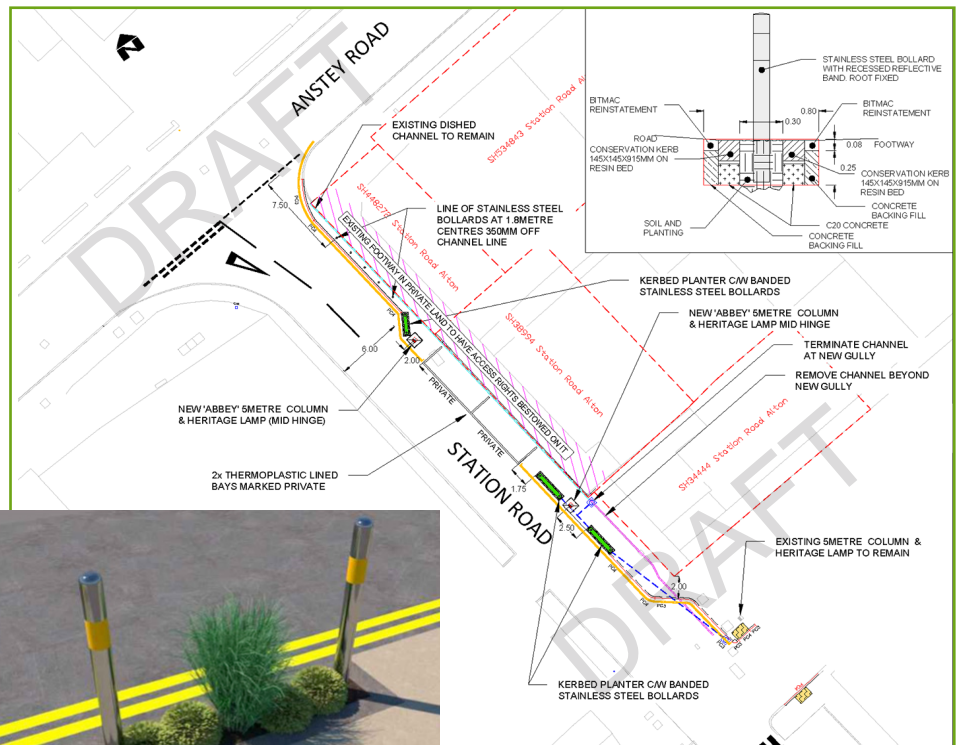 ANSTEY ROAD
EXISTING DISHED
CHANNEL TO REMAIN
SH534843 Station Road Al
SH448273 Station Road Alton
LINE OF STAINLESS STEEL
BOLLARDS AT 1.8METRE
CENTRES 350MM OFF
CHANNEL LINE
EXISTING FOOTWAY IN PRIVATE LAND TO HAVE ACCESS RIGHTS BESTOWED ON IT
7.50
6.00
2.00
KERBED PLANTER C/W BANDED
STAINLESS STEEL BOLLARDS
SH38994 Station Road Alton
NEW 'ABBEY' 5METRE COLUMN
& HERITAGE LAMP MID HINGE
TERMINATE CHANNEL
AT NEW GULLY
REMOVE CHANNEL BEYOND
NEW GULLY
NEW 'ABBEY' 5METRE COLUMN
& HERITAGE LAMP (MID HINGE)
PRIVATE
PRIVATE
2x THERMOPLASTIC LINED
BAYS MARKED PRIVATE
STATION ROAD
1.75
2.50
SH34444 Station Road Alton
EXISTING 5METRE COLUMN &
HERITAGE LAMP TO REMAIN
2.00
KERBED PLANTER C/W BANDED
STAINLESS STEEL BOLLARDS
DRAFT
DRAFT
STAINLESS STEEL BOLLARD
WITH RECESSED REFLECTIVE
BAND. ROOT FIXED
BITMAC
REINSTATEMENT
0.80
0.30
BITMAC
REINSTATEMENT
ROAD
0.08
FOOTWAY
CONSERVATION KERB
145X145X915MM ON
RESIN BED
0.25
CONSERVATION KERB
145X145X915MM ON
RESIN BED
CONCRETE
BACKING FILL
SOIL AND
PLANTING
C20 CONCRETE
CONCRETE
BACKING FILL